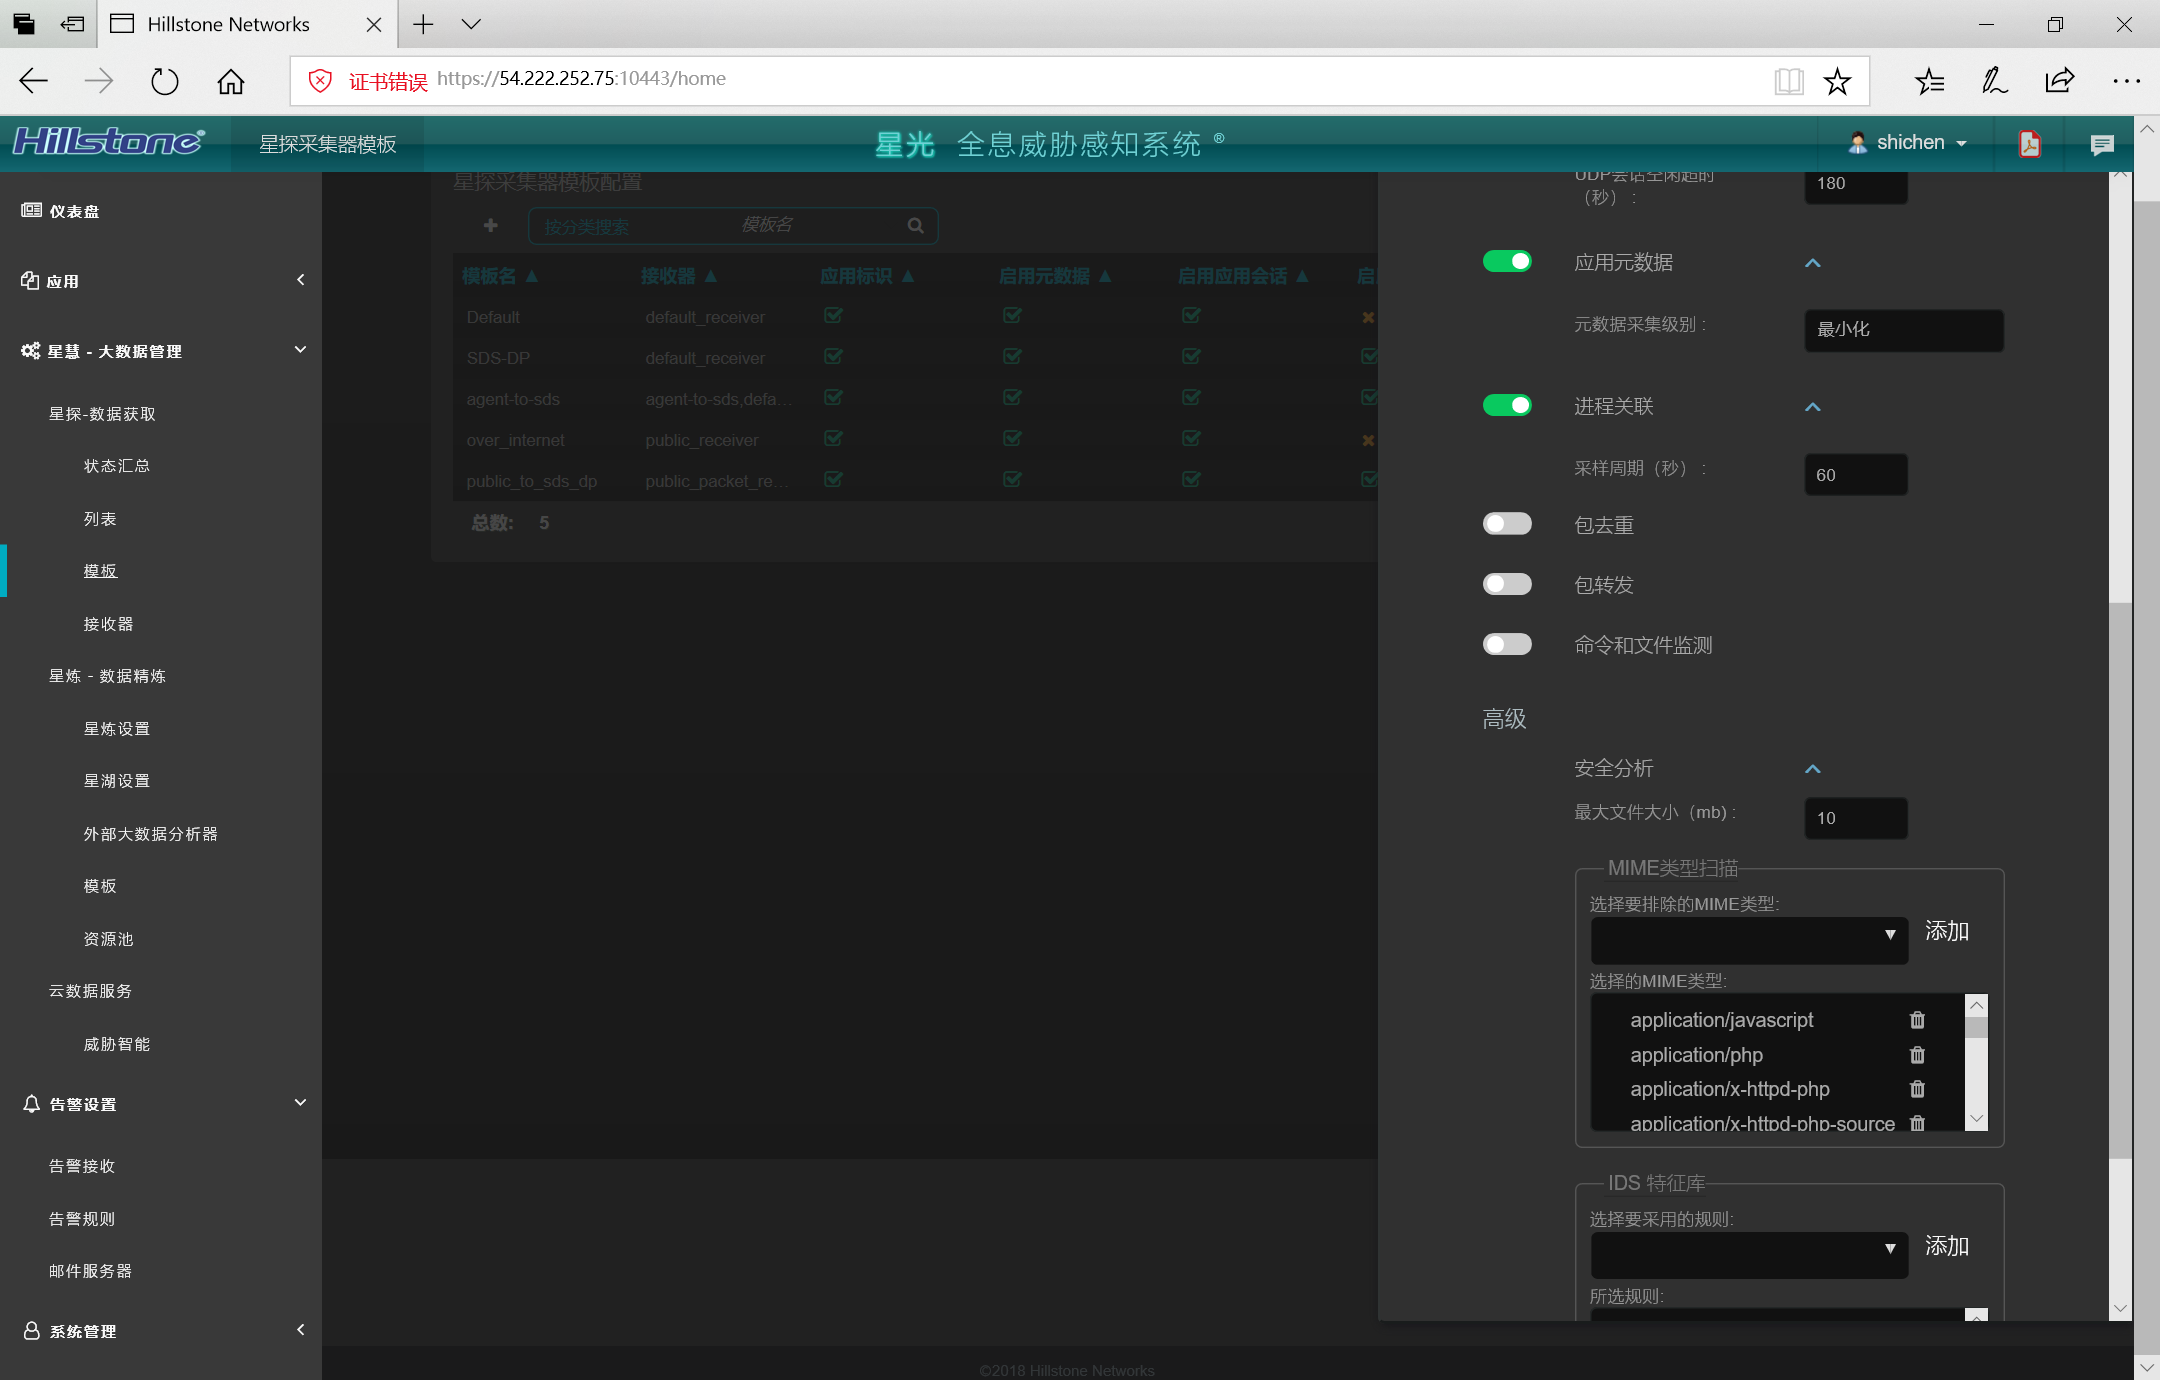 Hillstone Networks
证书错误 https://54.222.252.75:10443/home
Hillstone
星探采集器模板
星光 全息威胁感知系统 ®
shichen
仪表盘
应用
星慧 - 大数据管理
星探-数据获取
状态汇总
列表
模板
接收器
星炼 - 数据精炼
星炼设置
星湖设置
外部大数据分析器
模板
资源池
云数据服务
威胁智能
告警设置
告警接收
告警规则
邮件服务器
系统管理
星探采集器模板配置
按分类搜索 模板名
模板名 接收器 应用标识 启用元数据 启用应用会话 启
Default default_receiver
SDS-DP default_receiver
agent-to-sds agent-to-sds,defa...
over_internet public_receiver
public_to_sds_dp public_packet_re...
总数: 5
UDP会话空闲超时
（秒）: 180
应用元数据
元数据采集级别 : 最小化
进程关联
采样周期（秒） : 60
包去重
包转发
命令和文件监测
高级
安全分析
最大文件大小（mb) : 10
MIME类型扫描
选择要排除的MIME类型:
添加
选择的MIME类型:
application/javascript
application/php
application/x-httpd-php
application/x-httpd-php-source
IDS 特征库
选择要采用的规则:
添加
所选规则:
©2018 Hillstone Networks